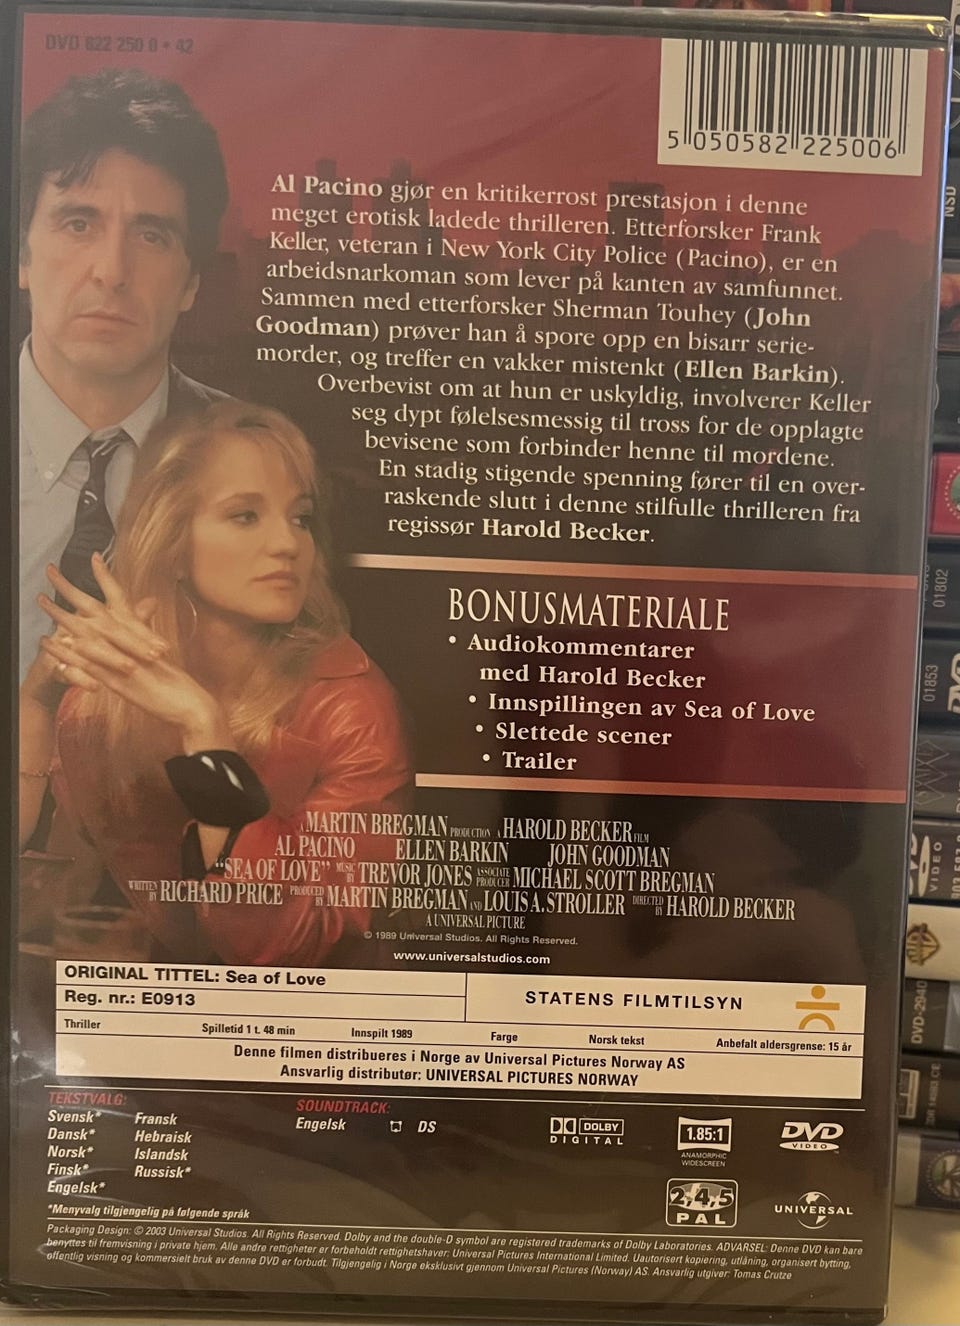 DVD 822 250 0 • 42
5 050582 225006
Al Pacino gjør en kritikerrost prestasjon i denne
meget erotisk ladede thrilleren. Etterforsker Frank
Keller, veteran i New York City Police (Pacino), er en
arbeidsnarkoman som lever på kanten av samfunnet.
Sammen med etterforsker Sherman Touhey (John
Goodman) prøver han å spore opp en bisarr serie-
morder, og treffer en vakker mistenkt (Ellen Barkin).
Overbevist om at hun er uskyldig, involverer Keller
seg dypt følelsesmessig til tross for de opplagte
bevisene som forbinder henne til mordene.
En stadig stigende spenning fører til en over-
raskende slutt i denne stilfulle thrilleren fra
regissør Harold Becker.
BONUSMATERIALE
• Audiokommentarer
med Harold Becker
• Innspillingen av Sea of Love
• Slettede scener
• Trailer
A MARTIN BREGMAN PRODUCTION A HAROLD BECKER FILM
AL PACINO ELLEN BARKIN JOHN GOODMAN
"SEA OF LOVE" MUSIC BY TREVOR JONES ASSOCIATE PRODUCER MICHAEL SCOTT BREGMAN
WRITTEN BY RICHARD PRICE PRODUCED BY MARTIN BREGMAN AND LOUIS A. STROLLER DIRECTED BY HAROLD BECKER
A UNIVERSAL PICTURE
© 1989 Universal Studios. All Rights Reserved.
www.universalstudios.com
ORIGINAL TITTEL: Sea of Love
Reg. nr.: E0913
STATENS FILMTILSYN
Thriller Spilletid 1 t. 48 min Innspilt 1989 Farge Norsk tekst Anbefalt aldersgrense: 15 år
Denne filmen distribueres i Norge av Universal Pictures Norway AS
Ansvarlig distributør: UNIVERSAL PICTURES NORWAY
TEKSTVALG:
Svensk*
Dansk*
Norsk*
Finsk*
Engelsk*
Fransk
Hebraisk
Islandsk
Russisk*
*Menyvalg tilgjengelig på følgende språk
SOUNDTRACK:
Engelsk DS
DOLBY
DIGITAL
1.85:1
ANAMORPHIC
WIDESCREEN
DVD
VIDEO
2,4,5
PAL
UNIVERSAL
Packaging Design: © 2003 Universal Studios. All Rights Reserved. Dolby and the double-D symbol are registered trademarks of Dolby Laboratories. ADVARSEL: Denne DVD kan bare
benyttes til fremvisning i private hjem. Alle andre rettigheter er forbeholdt rettighetshaver: Universal Pictures International Limited. Uautorisert kopiering, utlåning, organisert bytting,
offentlig visning og kommersielt bruk av denne DVD er forbudt. Tilgjengelig i Norge eksklusivt gjennom Universal Pictures (Norway) AS. Ansvarlig utgiver: Tomas Crutze
NSD
01802
01853
DVD
VIDEO
DVD-2940